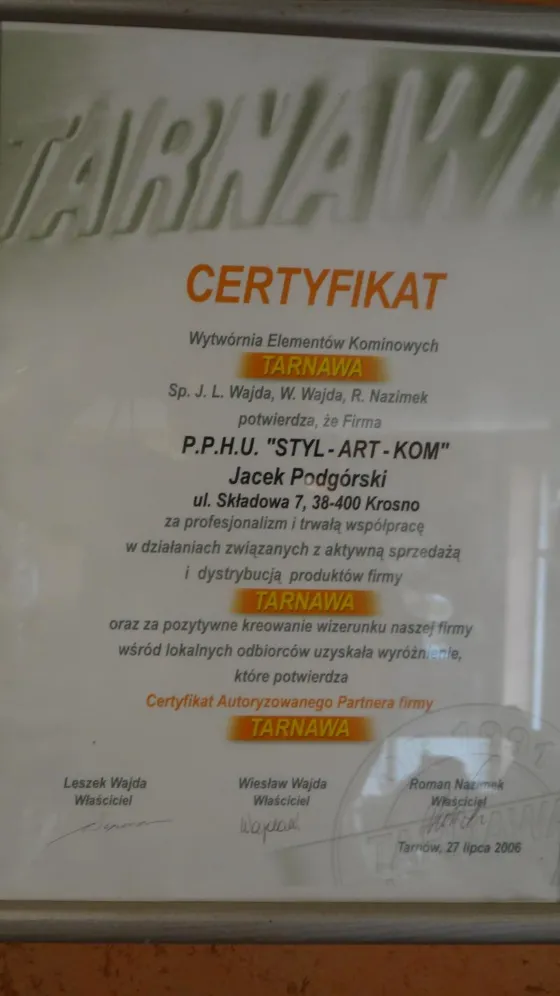 TARNAWA
CERTYFIKAT
Wytwórnia Elementów Kominowych
TARNAWA
Sp. J. L. Wajda, W. Wajda, R. Nazimek
potwierdza, że Firma
P.P.H.U. "STYL - ART - KOM"
Jacek Podgórski
ul. Składowa 7, 38-400 Krosno
za profesjonalizm i trwałą współpracę
w działaniach związanych z aktywną sprzedażą
i dystrybucją produktów firmy
TARNAWA
oraz za pozytywne kreowanie wizerunku naszej firmy
wśród lokalnych odbiorców uzyskała wyróżnienie,
które potwierdza
Certyfikat Autoryzowanego Partnera firmy
TARNAWA
Leszek Wajda Wiesław Wajda Roman Nazimek
Właściciel Właściciel Właściciel
Tarnów, 27 lipca 2006